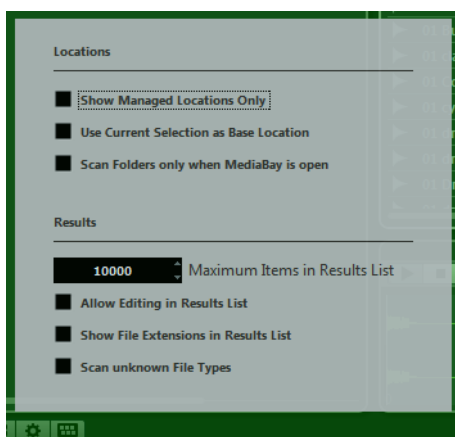 Locations
Show Managed Locations Only
Use Current Selection as Base Location
Scan Folders only when MediaBay is open
Results
10000 Maximum Items in Results List
Allow Editing in Results List
Show File Extensions in Results List
Scan unknown File Types